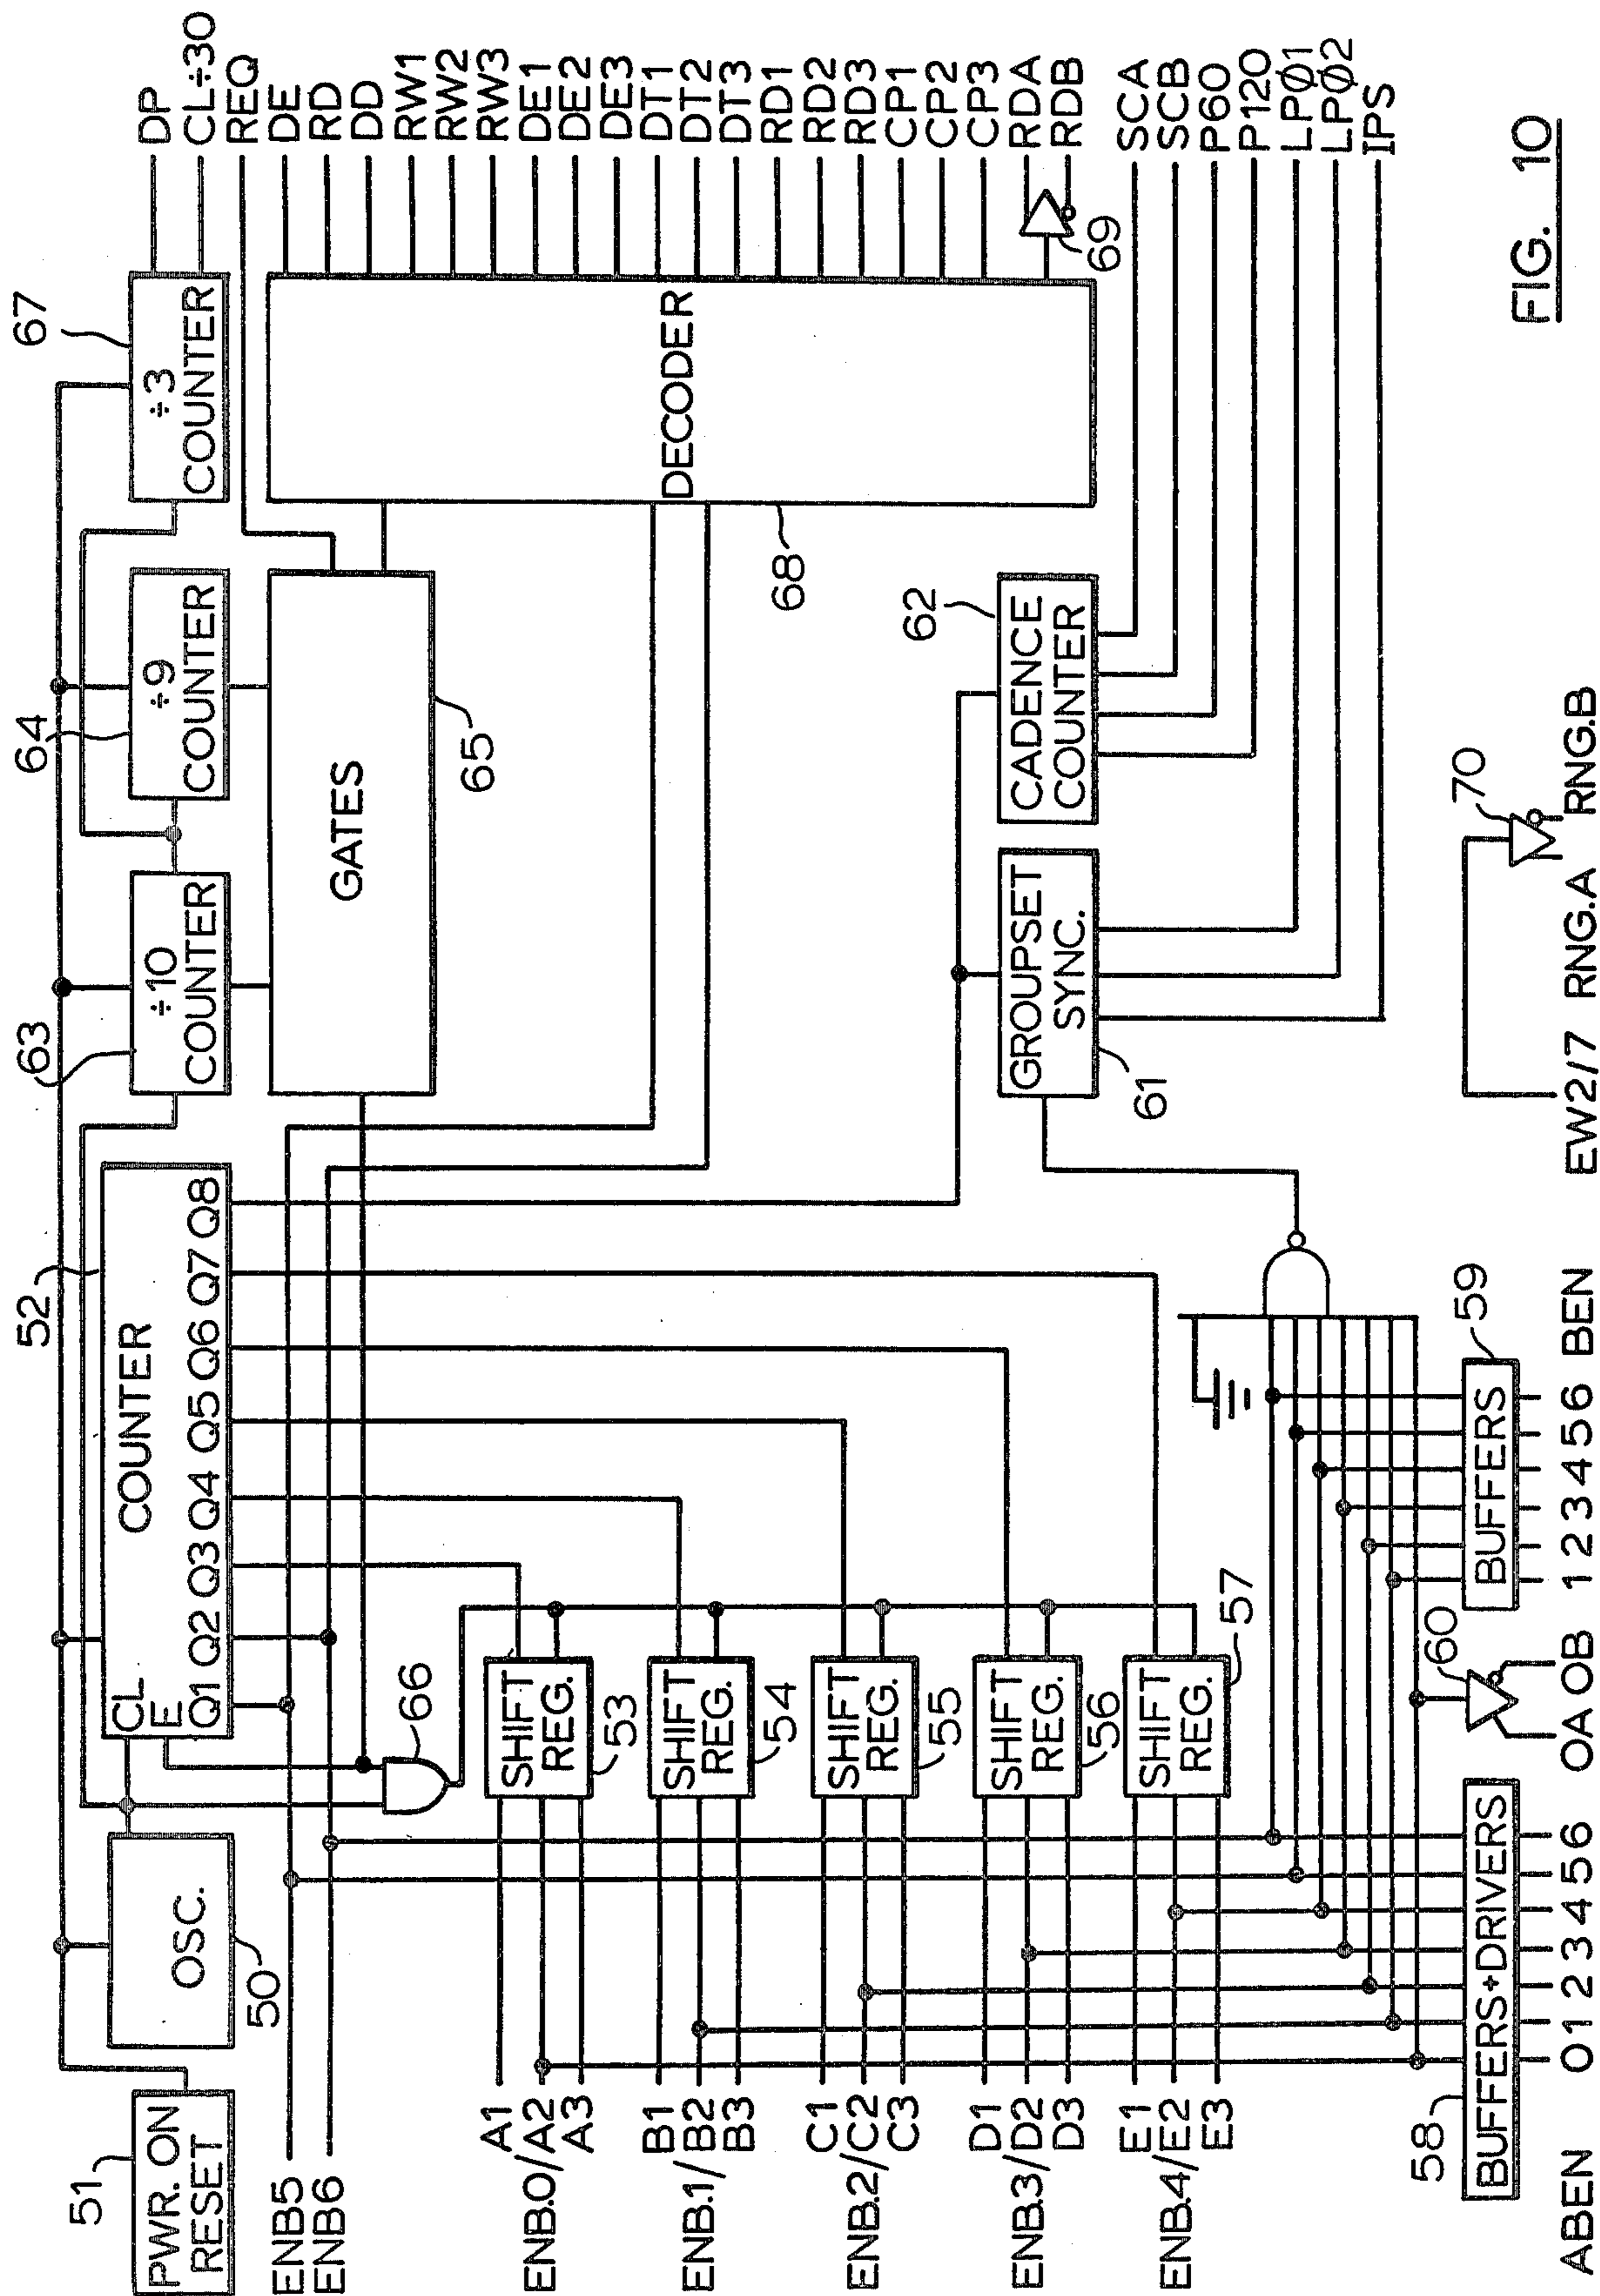 51
PWR. ON
RESET
50
OSC.
52
COUNTER
CL
E
Q1 Q2 Q3 Q4 Q5 Q6 Q7 Q8
63
÷10
COUNTER
64
÷9
COUNTER
67
÷3
COUNTER
DP
CL÷30
REQ
DE
RD
DD
RW1
RW2
RW3
DE1
DE2
DE3
DT1
DT2
DT3
RD1
RD2
RD3
CP1
CP2
CP3
RDA
RDB
69
SCA
SCB
P60
P120
LPØ1
LPØ2
IPS
GATES
65
DECODER
68
ENB5
ENB6
66
A1
ENB.0/A2
A3
SHIFT
REG.
53
B1
ENB.1/B2
B3
SHIFT
REG.
54
C1
ENB.2/C2
C3
SHIFT
REG.
55
D1
ENB.3/D2
D3
SHIFT
REG.
56
E1
ENB.4/E2
E3
SHIFT
REG.
57
GROUPSET
SYNC.
61
CADENCE
COUNTER
62
58
BUFFERS+DRIVERS
60
BUFFERS
59
70
ABEN 0 1 2 3 4 5 6 OA OB 1 2 3 4 5 6 BEN
EW2/7 RNG.A RNG.B
FIG. 10